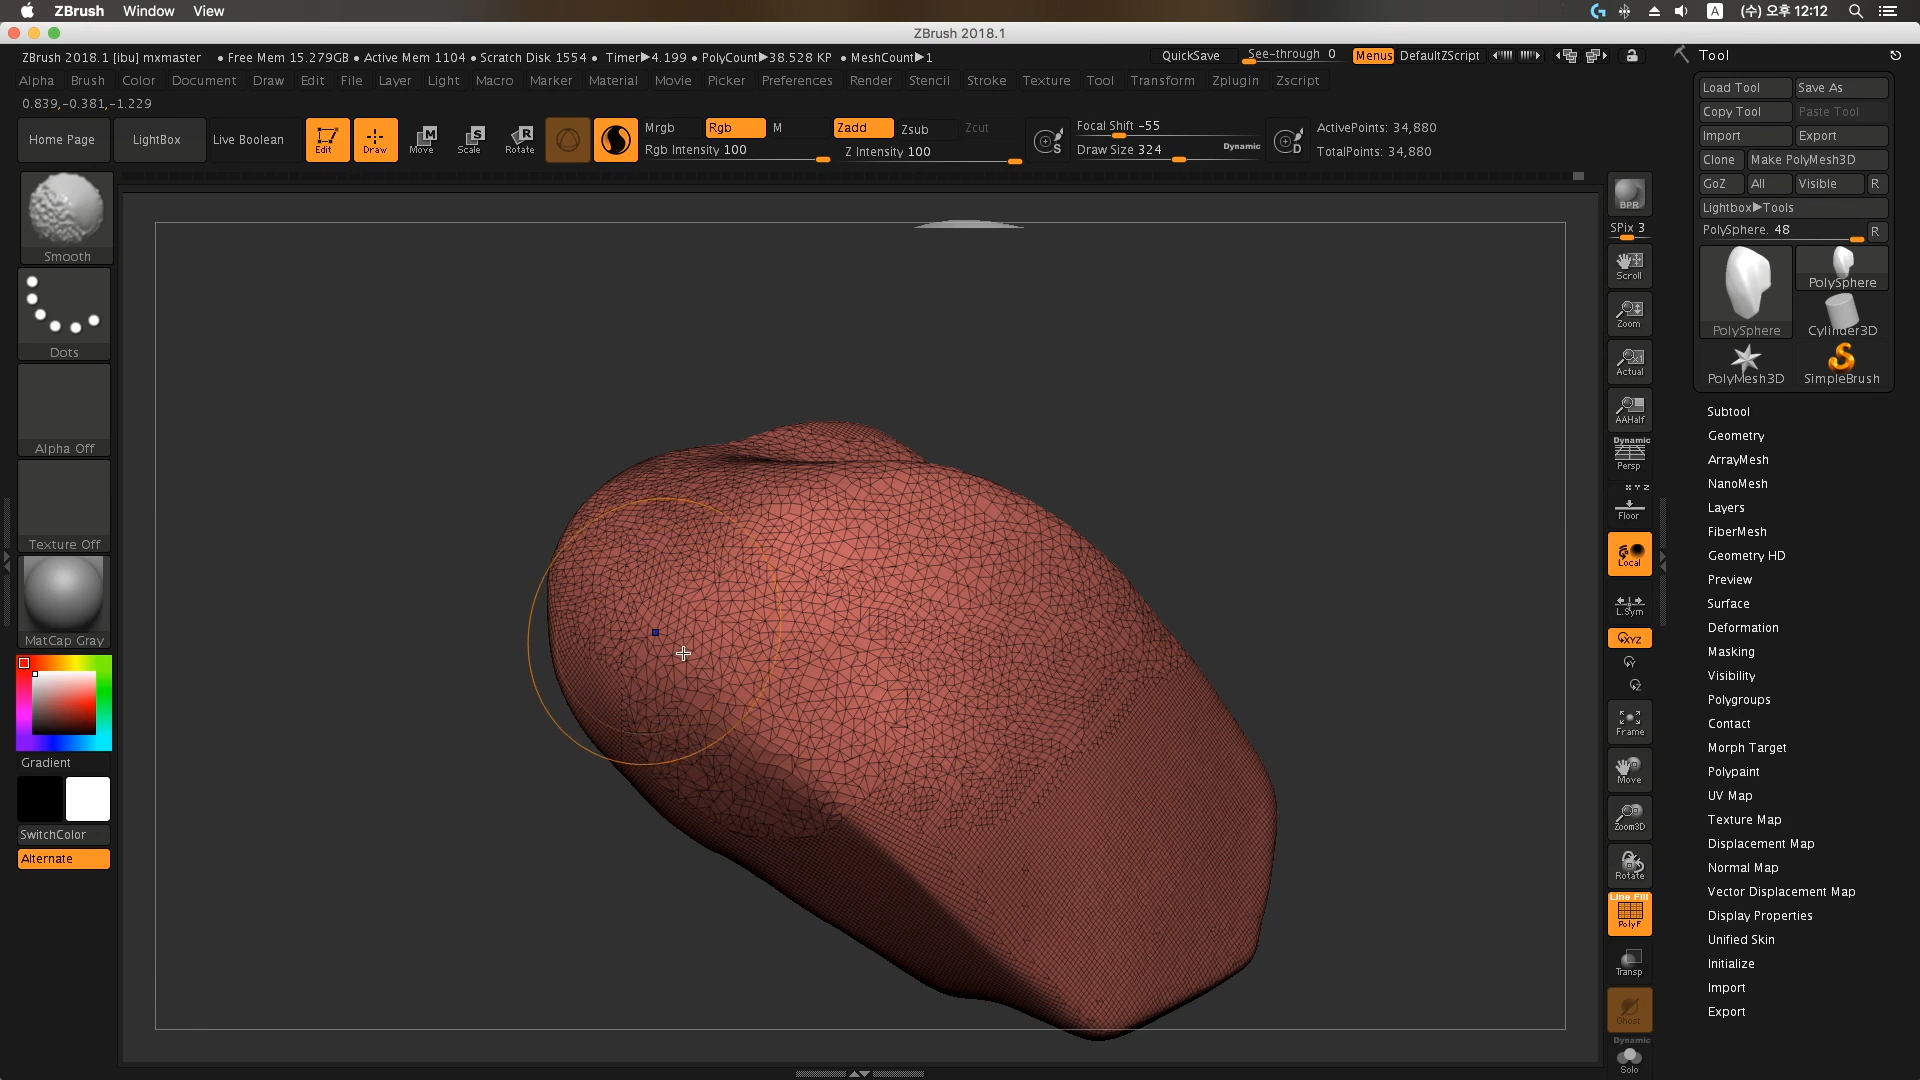 ZBrush Window View
A (수) 오후 12:12
ZBrush 2018.1
ZBrush 2018.1 [ibu] mxmaster • Free Mem 15.279GB • Active Mem 1104 • Scratch Disk 1554 • Timer▶4.199 • PolyCount▶38.528 KP • MeshCount▶1
QuickSave See-through 0 Menus DefaultZScript
Alpha Brush Color Document Draw Edit File Layer Light Macro Marker Material Movie Picker Preferences Render Stencil Stroke Texture Tool Transform Zplugin Zscript
0.839,-0.381,-1.229
Home Page
LightBox
Live Boolean
Edit
Draw
M
Move
S
Scale
R
Rotate
Mrgb Rgb M
Rgb Intensity 100
Zadd Zsub Zcut
Z Intensity 100
S
Focal Shift -55
Draw Size 324 Dynamic
D
ActivePoints: 34,880
TotalPoints: 34,880
Smooth
Dots
Alpha Off
Texture Off
MatCap Gray
Gradient
SwitchColor
Alternate
BPR
SPix 3
Scroll
Zoom
Actual
AAHalf
Dynamic
Persp
X Y Z
Floor
Local
L.Sym
XYZ
Y
Z
Frame
Move
Zoom3D
Rotate
Line Fill
PolyF
Transp
Ghost
Dynamic
Solo
Tool
Load Tool Save As
Copy Tool Paste Tool
Import Export
Clone Make PolyMesh3D
GoZ All Visible R
Lightbox▶Tools
PolySphere. 48 R
PolySphere
PolySphere
Cylinder3D
PolyMesh3D
SimpleBrush
Subtool
Geometry
ArrayMesh
NanoMesh
Layers
FiberMesh
Geometry HD
Preview
Surface
Deformation
Masking
Visibility
Polygroups
Contact
Morph Target
Polypaint
UV Map
Texture Map
Displacement Map
Normal Map
Vector Displacement Map
Display Properties
Unified Skin
Initialize
Import
Export